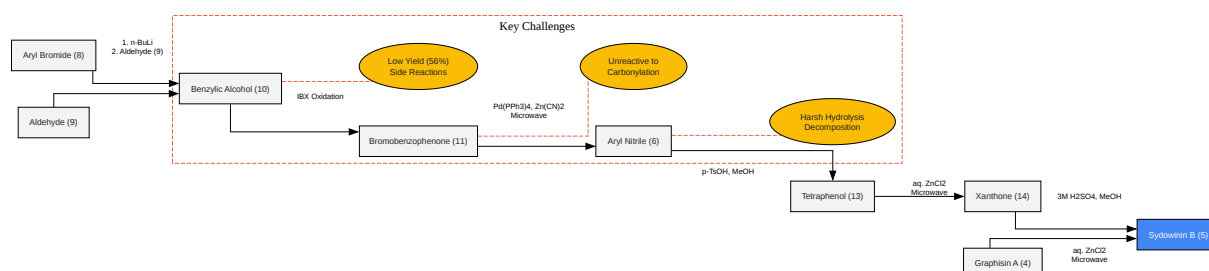 Key Challenges
Aryl Bromide (8)
1. n-BuLi
2. Aldehyde (9)
Aldehyde (9)
Benzylic Alcohol (10)
IBX Oxidation
Low Yield (56%)
Side Reactions
Bromobenzophenone (11)
Pd(PPh3)4, Zn(CN)2
Microwave
Unreactive to
Carbonylation
Aryl Nitrile (6)
Harsh Hydrolysis
Decomposition
p-TsOH, MeOH
Tetraphenol (13)
aq. ZnCl2
Microwave
Xanthone (14)
3M H2SO4, MeOH
Sydowinin B (5)
Graphisin A (4)
aq. ZnCl2
Microwave